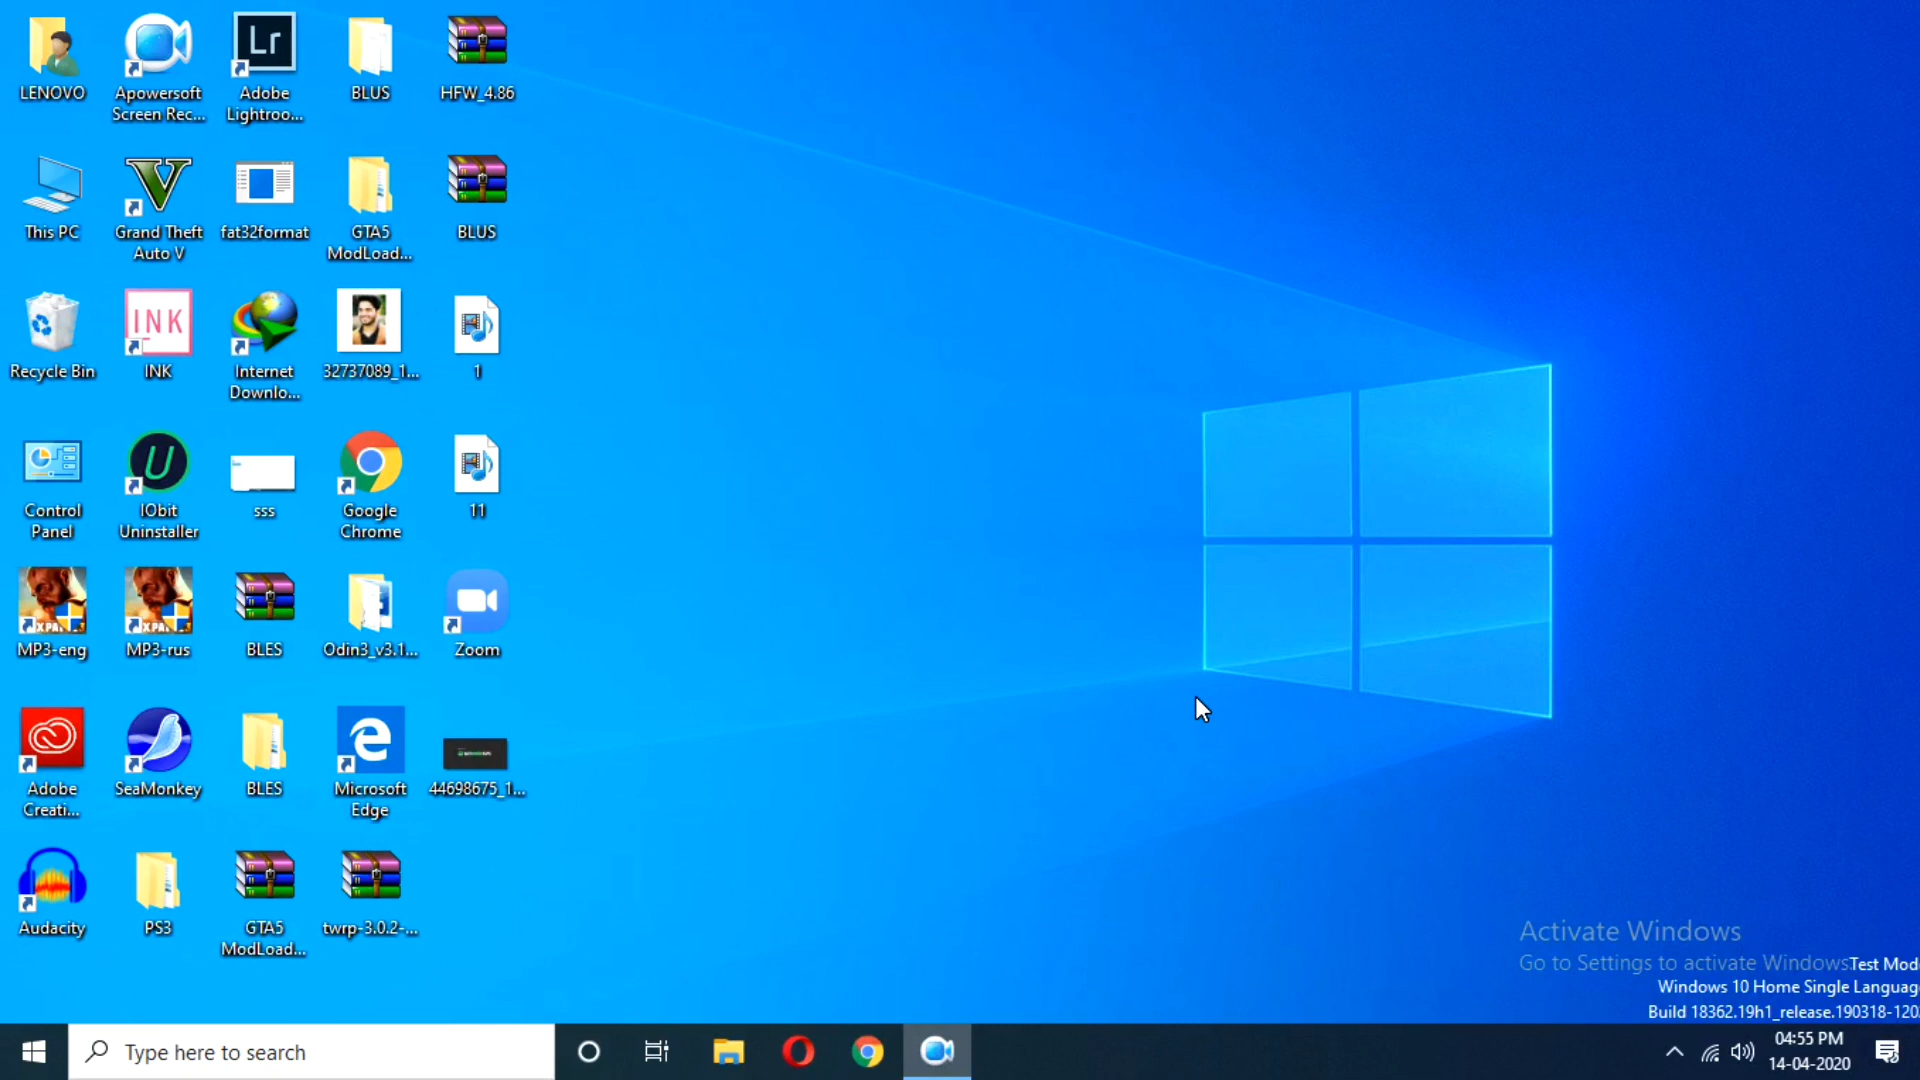 LENOVO
Apowersoft
Screen Rec...
Lr
Adobe
Lightroo...
BLUS
HFW_4.86
This PC
Grand Theft
Auto V
fat32format
GTA5
ModLoad...
BLUS
Recycle Bin
INK
INK
Internet
Downlo...
32737089_1...
1
Control
Panel
IObit
Uninstaller
sss
Google
Chrome
11
MP3-eng
MP3-rus
BLES
Odin3_v3.1...
Zoom
Adobe
Creati...
SeaMonkey
BLES
Microsoft
Edge
44698675_1...
Audacity
PS3
GTA5
ModLoad...
twrp-3.0.2-...
Activate Windows
Go to Settings to activate Windows.
Test Mod
Windows 10 Home Single Languag
Build 18362.19h1_release.190318-120
Type here to search
04:55 PM
14-04-2020